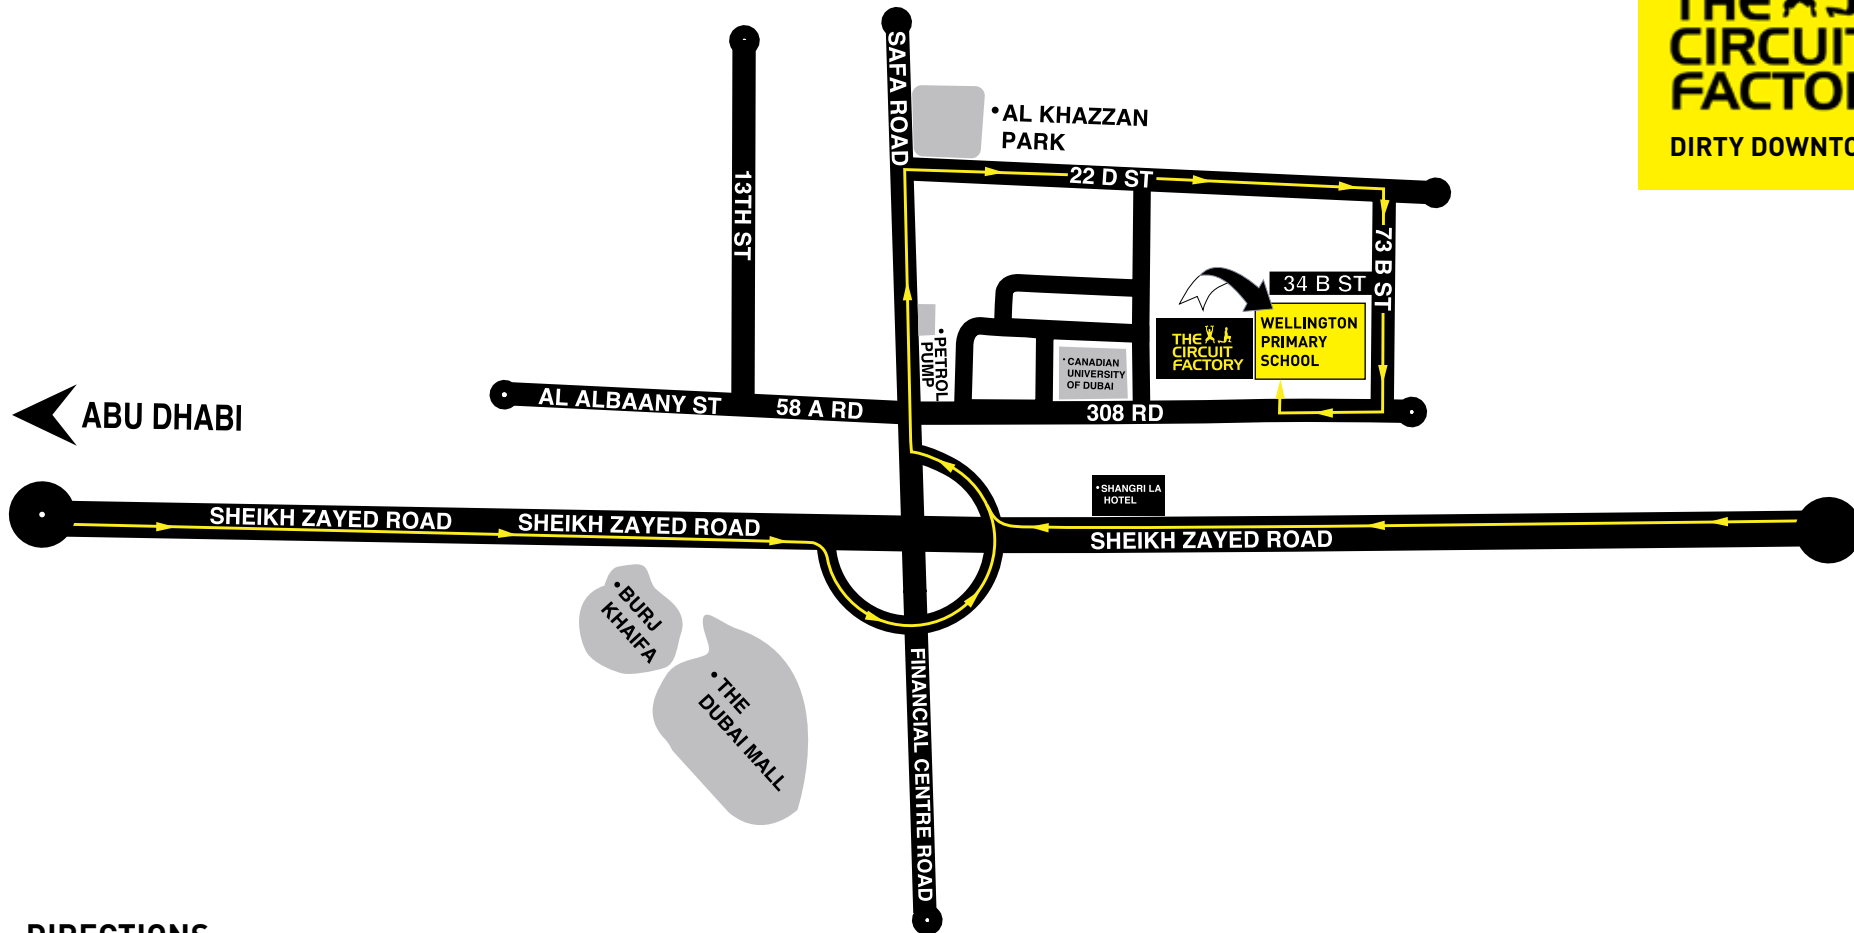 THE
CIRCUIT
FACTO
DIRTY DOWNTO
SAFA ROAD
• AL KHAZZAN
PARK
13TH ST
22 D ST
73 B ST
34 B ST
WELLINGTON
PRIMARY
SCHOOL
THE
CIRCUIT
FACTORY
• PETROL
PUMP
• CANADIAN
UNIVERSITY
OF DUBAI
AL ALBAANY ST
58 A RD
308 RD
ABU DHABI
• SHANGRI LA
HOTEL
SHEIKH ZAYED ROAD
SHEIKH ZAYED ROAD
SHEIKH ZAYED ROAD
• BURJ
KHAIFA
• THE
DUBAI MALL
FINANCIAL CENTRE ROAD
DIRECTIONS